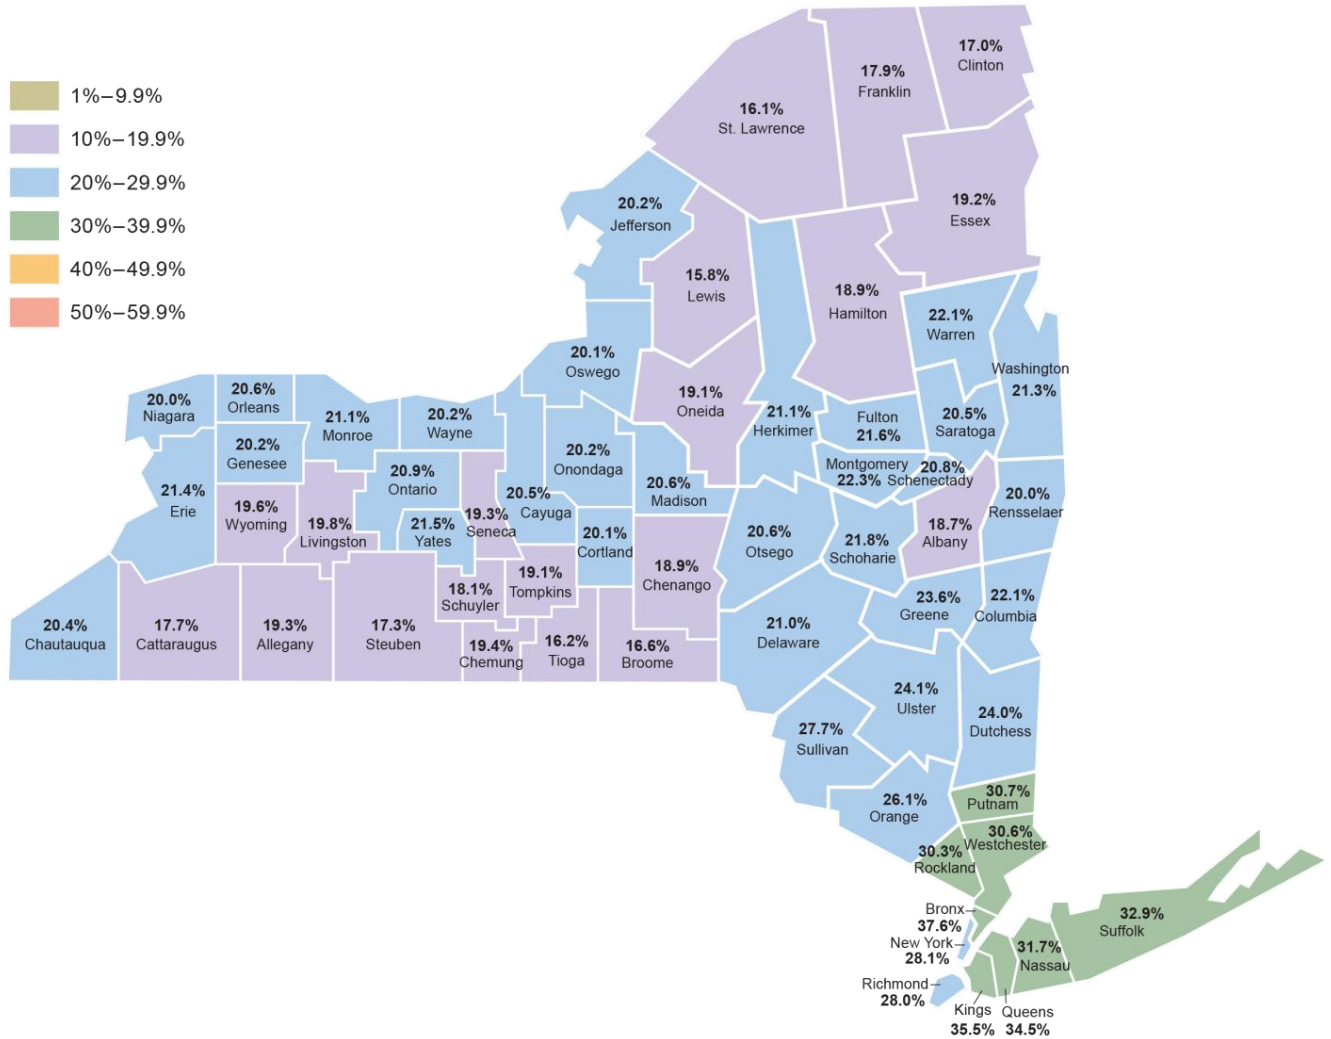 1%–9.9%
10%–19.9%
20%–29.9%
30%–39.9%
40%–49.9%
50%–59.9%
17.0%
Clinton
17.9%
Franklin
16.1%
St. Lawrence
19.2%
Essex
20.2%
Jefferson
15.8%
Lewis
18.9%
Hamilton
22.1%
Warren
Washington
21.3%
20.1%
Oswego
19.1%
Oneida
21.1%
Herkimer
Fulton
21.6%
20.5%
Saratoga
20.0%
Niagara
20.6%
Orleans
21.1%
Monroe
20.2%
Wayne
20.2%
Genesee
20.9%
Ontario
20.5%
Cayuga
20.2%
Onondaga
20.6%
Madison
Montgomery
22.3%
20.8%
Schenectady
20.0%
Rensselaer
21.4%
Erie
19.6%
Wyoming
19.8%
Livingston
21.5%
Yates
19.3%
Seneca
20.1%
Cortland
18.9%
Chenango
20.6%
Otsego
21.8%
Schoharie
18.7%
Albany
20.4%
Chautauqua
17.7%
Cattaraugus
19.3%
Allegany
17.3%
Steuben
18.1%
Schuyler
19.1%
Tompkins
19.4%
Chemung
16.2%
Tioga
16.6%
Broome
21.0%
Delaware
23.6%
Greene
22.1%
Columbia
24.1%
Ulster
24.0%
Dutchess
27.7%
Sullivan
26.1%
Orange
30.7%
Putnam
30.6%
Westchester
30.3%
Rockland
Bronx
37.6%
New York
28.1%
Richmond
28.0%
Kings
35.5%
Queens
34.5%
31.7%
Nassau
32.9%
Suffolk